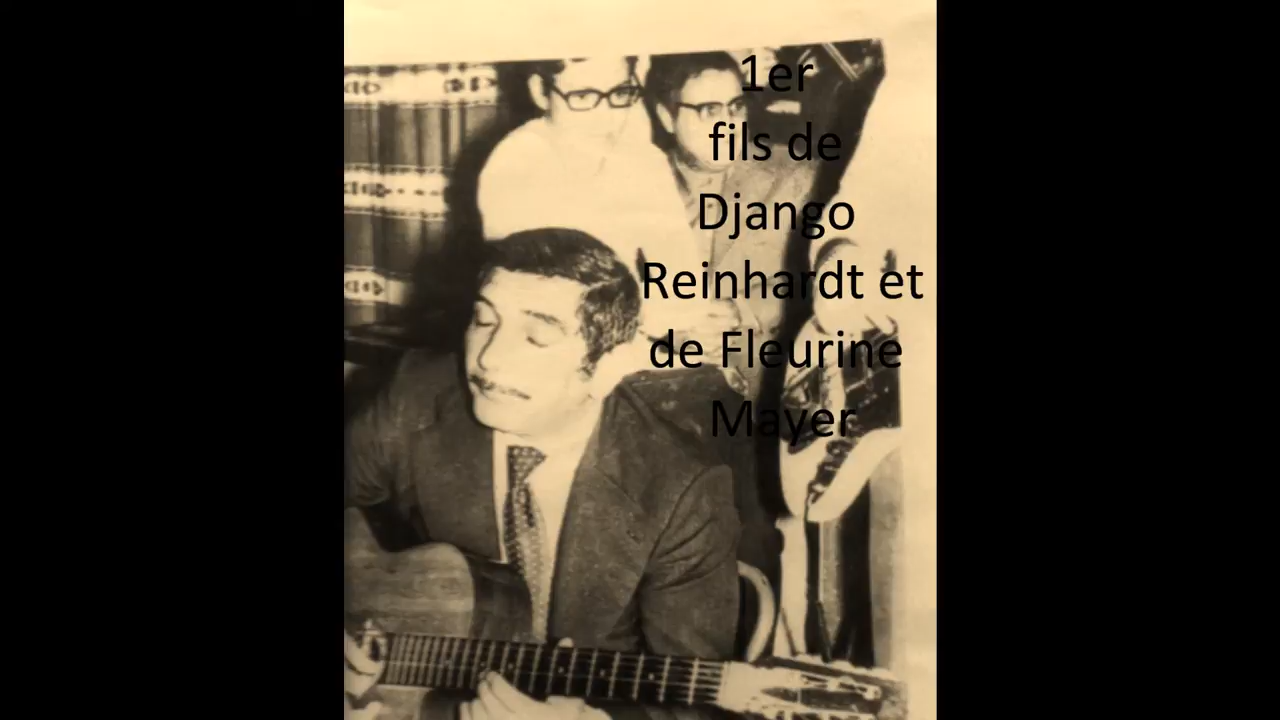 1er
fils de
Django
Reinhardt et
de Fleurine
Mayer